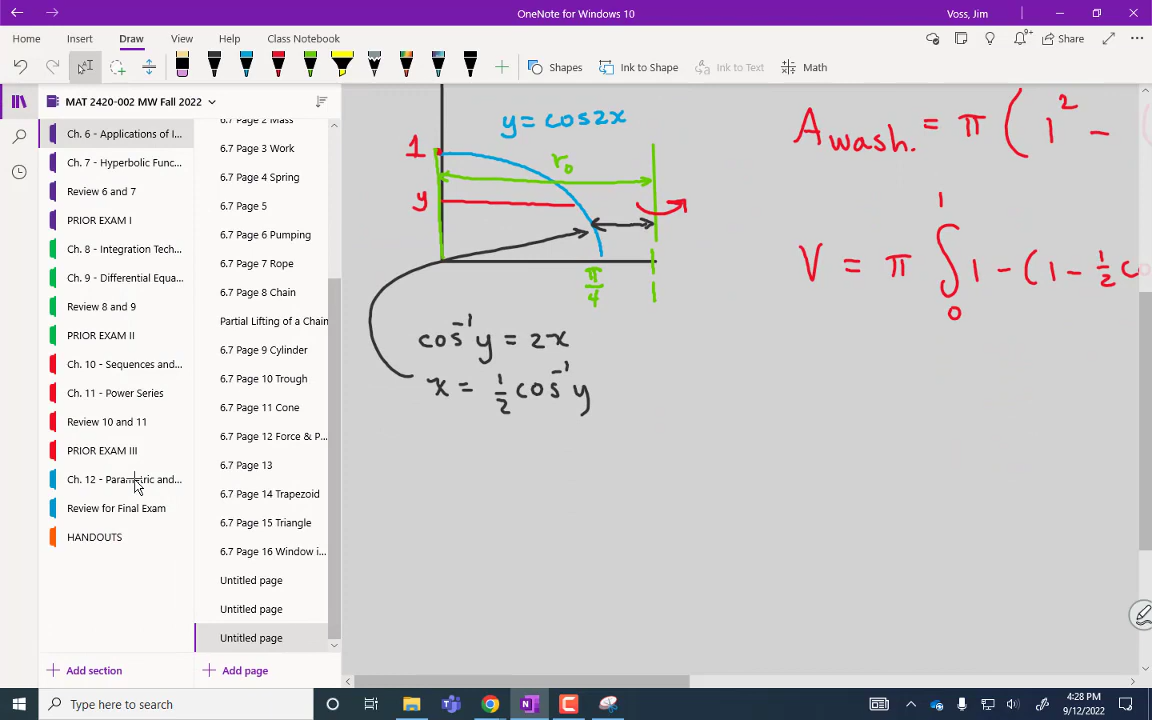 OneNote for Windows 10
Voss, Jim
Home Insert Draw View Help Class Notebook
Share
Shapes Ink to Shape Ink to Text Math
MAT 2420-002 MW Fall 2022
Ch. 6 - Applications of I...
Ch. 7 - Hyperbolic Func...
Review 6 and 7
PRIOR EXAM I
Ch. 8 - Integration Tech...
Ch. 9 - Differential Equa...
Review 8 and 9
PRIOR EXAM II
Ch. 10 - Sequences and...
Ch. 11 - Power Series
Review 10 and 11
PRIOR EXAM III
Ch. 12 - Parametric and...
Review for Final Exam
HANDOUTS
Add section
6.7 Page 2 Mass
6.7 Page 3 Work
6.7 Page 4 Spring
6.7 Page 5
6.7 Page 6 Pumping
6.7 Page 7 Rope
6.7 Page 8 Chain
Partial Lifting of a Chain
6.7 Page 9 Cylinder
6.7 Page 10 Trough
6.7 Page 11 Cone
6.7 Page 12 Force & P...
6.7 Page 13
6.7 Page 14 Trapezoid
6.7 Page 15 Triangle
6.7 Page 16 Window i...
Untitled page
Untitled page
Untitled page
Add page
y = cos2x
1
r₀
y
π/4
cos⁻¹y = 2x
x = ½ cos⁻¹y
A wash. = π ( 1² -
V = π ∫₀¹ 1 - (1 - ½ co
Type here to search
4:28 PM
9/12/2022